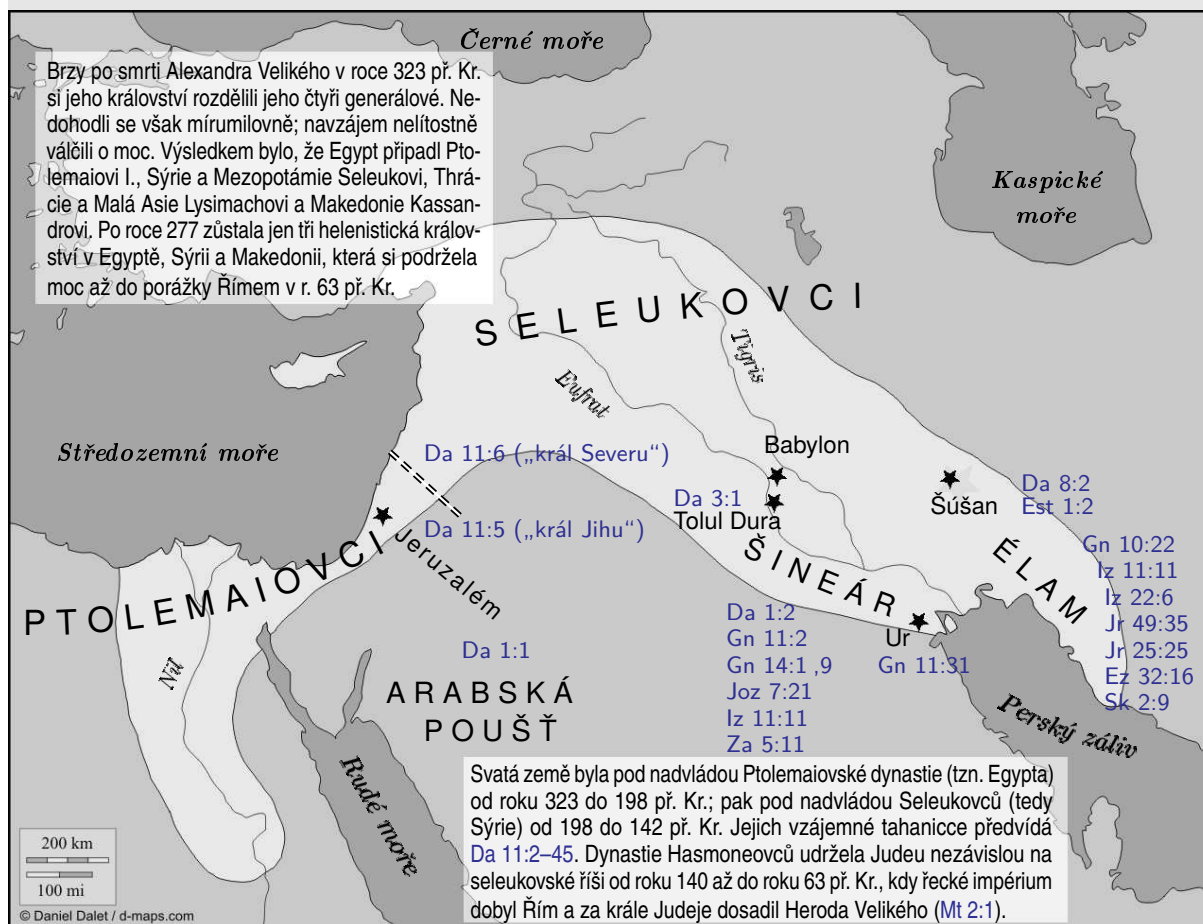 Černé moře
Brzy po smrti Alexandra Velikého v roce 323 př. Kr.
si jeho království rozdělili jeho čtyři generálové. Ne-
dohodli se však mírumilovně; navzájem nelítostně
válčili o moc. Výsledkem bylo, že Egypt připadl Pto-
lemaiovi I., Sýrie a Mezopotámie Seleukovi, Thrá-
cie a Malá Asie Lysimachovi a Makedonie Kassan-
drovi. Po roce 277 zůstala jen tři helenistická králov-
ství v Egyptě, Sýrii a Makedonii, která si podržela
moc až do porážky Římem v r. 63 př. Kr.
Kaspické
moře
SELEUKOVCI
Tigris
Eufrat
Středozemní moře
Da 11:6 („král Severu“)
Da 11:5 („král Jihu“)
Babylon
Da 3:1
Tolul Dura
Šúšan
Da 8:2
Est 1:2
PTOLEMAIOVCI
Jeruzalém
ŠINEÁR
ÉLAM
Gn 10:22
Iz 11:11
Iz 22:6
Jr 49:35
Jr 25:25
Ez 32:16
Sk 2:9
Nil
Da 1:1
ARABSKÁ
POUŠŤ
Da 1:2
Gn 11:2
Gn 14:1 ,9
Joz 7:21
Iz 11:11
Za 5:11
Ur
Gn 11:31
Perský záliv
Rudé moře
Svatá země byla pod nadvládou Ptolemaiovské dynastie (tzn. Egypta)
od roku 323 do 198 př. Kr.; pak pod nadvládou Seleukovců (tedy
Sýrie) od 198 do 142 př. Kr. Jejich vzájemné tahanicce předvídá
Da 11:2–45. Dynastie Hasmoneovců udržela Judeu nezávislou na
seleukovské říši od roku 140 až do roku 63 př. Kr., kdy řecké impérium
dobyl Řím a za krále Judeje dosadil Heroda Velikého (Mt 2:1).
200 km
100 mi
© Daniel Dalet / d-maps.com